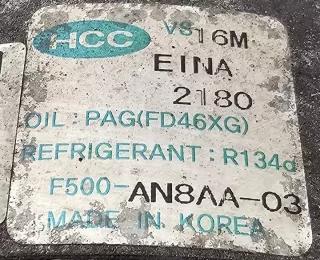 HCC VS16M
EINA
2180
OIL: PAG(FD46XG)
REFRIGERANT: R134a
F500-AN8AA-03
MADE IN KOREA